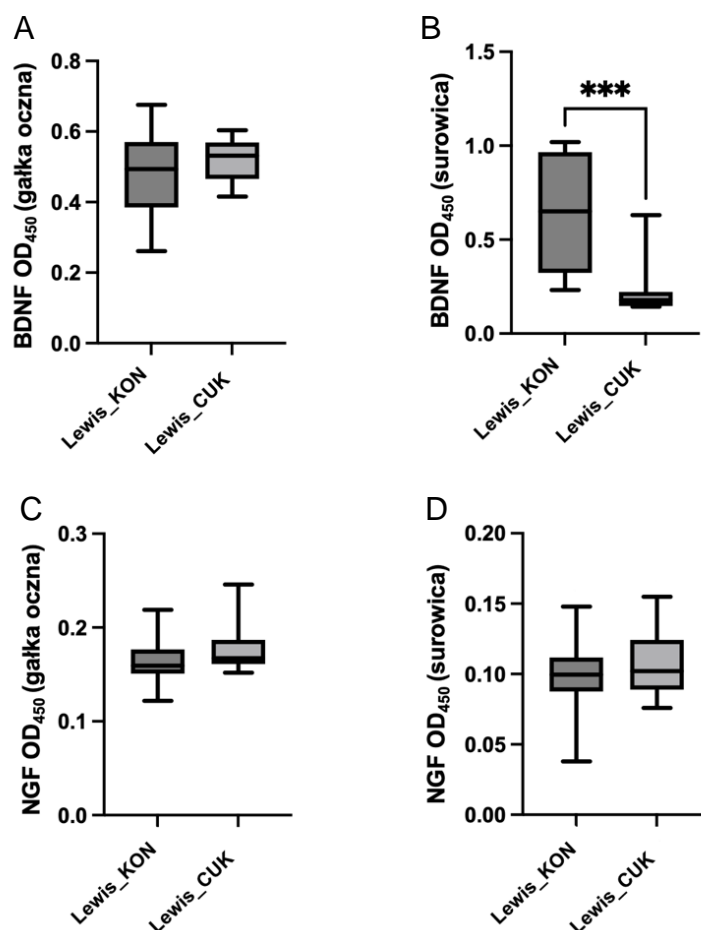 A
BDNF OD450 (gałka oczna)
0.8
0.6
0.4
0.2
0.0
Lewis_KON
Lewis_CUK
B
BDNF OD450 (surowica)
1.5
1.0
0.5
0.0
***
Lewis_KON
Lewis_CUK
C
NGF OD450 (gałka oczna)
0.3
0.2
0.1
0.0
Lewis_KON
Lewis_CUK
D
NGF OD450 (surowica)
0.20
0.15
0.10
0.05
0.00
Lewis_KON
Lewis_CUK